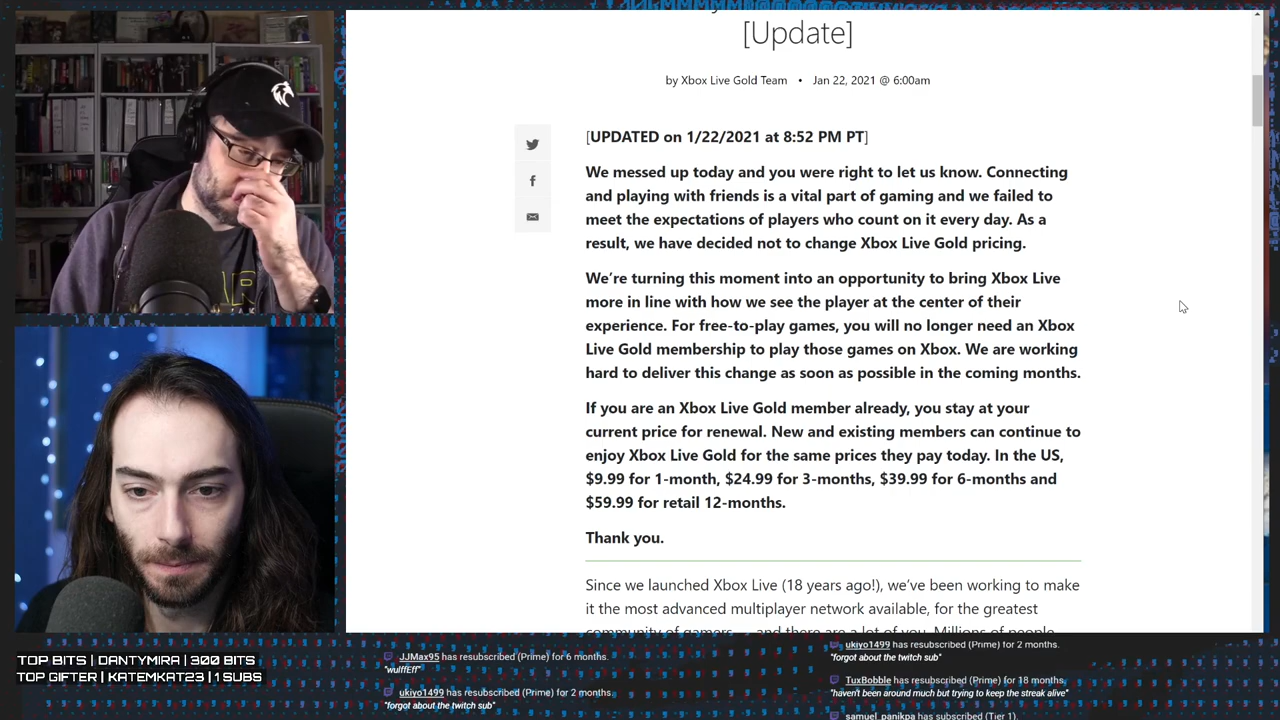 [Update]
by Xbox Live Gold Team • Jan 22, 2021 @ 6:00am
[UPDATED on 1/22/2021 at 8:52 PM PT]
We messed up today and you were right to let us know. Connecting
and playing with friends is a vital part of gaming and we failed to
meet the expectations of players who count on it every day. As a
result, we have decided not to change Xbox Live Gold pricing.
We’re turning this moment into an opportunity to bring Xbox Live
more in line with how we see the player at the center of their
experience. For free-to-play games, you will no longer need an Xbox
Live Gold membership to play those games on Xbox. We are working
hard to deliver this change as soon as possible in the coming months.
If you are an Xbox Live Gold member already, you stay at your
current price for renewal. New and existing members can continue to
enjoy Xbox Live Gold for the same prices they pay today. In the US,
$9.99 for 1-month, $24.99 for 3-months, $39.99 for 6-months and
$59.99 for retail 12-months.
Thank you.
Since we launched Xbox Live (18 years ago!), we’ve been working to make
it the most advanced multiplayer network available, for the greatest
community of gamers — and there are a lot of you. Millions of people
TOP BITS | DANTYMIRA | 300 BITS
TOP GIFTER | KATEMKAT23 | 1 SUBS
JJMax95 has resubscribed (Prime) for 6 months.
"wulffEff"
ukiyo1499 has resubscribed (Prime) for 2 months.
"forgot about the twitch sub"
ukiyo1499 has resubscribed (Prime) for 2 months.
"forgot about the twitch sub"
TuxBobble has resubscribed (Prime) for 18 months.
"haven't been around much but trying to keep the streak alive"
samuel_panikpa has subscribed (Tier 1).